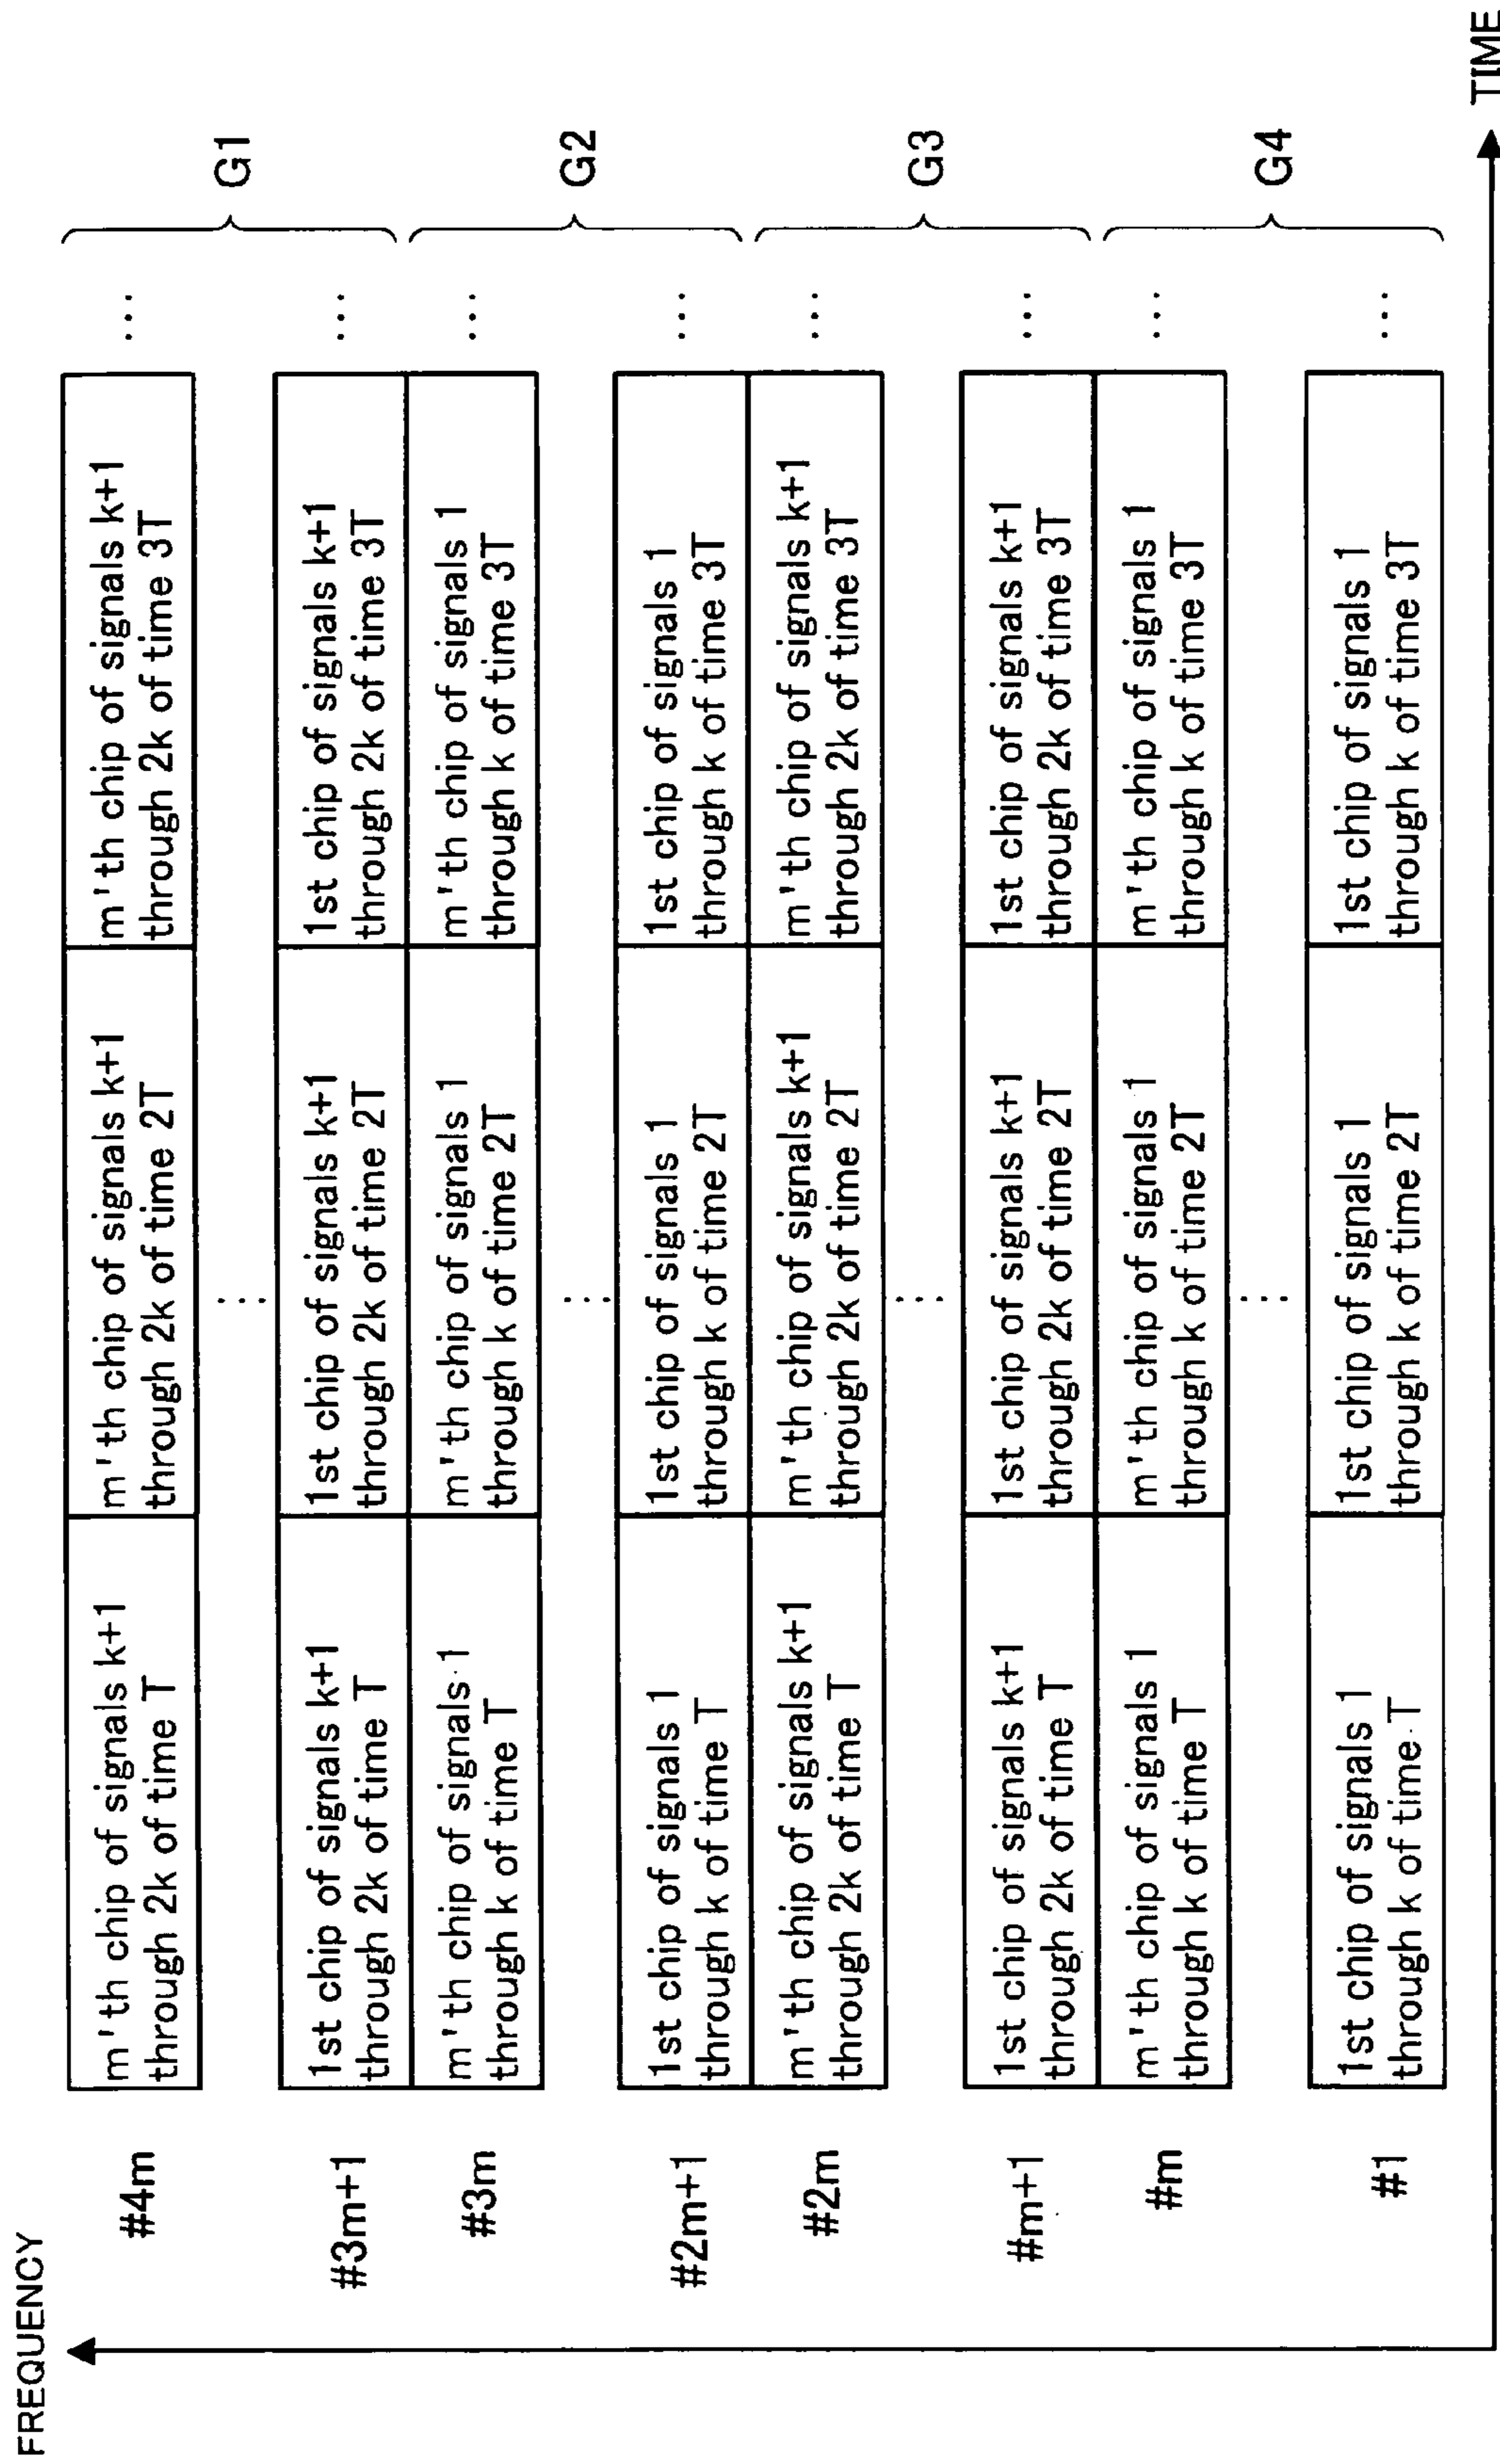 FREQUENCY
#4m
m'th chip of signals k+1
through 2k of time T
m'th chip of signals k+1
through 2k of time 2T
m'th chip of signals k+1
through 2k of time 3T
...
G1
...
#3m+1
1st chip of signals k+1
through 2k of time T
1st chip of signals k+1
through 2k of time 2T
1st chip of signals k+1
through 2k of time 3T
...
#3m
m'th chip of signals 1
through k of time T
m'th chip of signals 1
through k of time 2T
m'th chip of signals 1
through k of time 3T
...
G2
...
#2m+1
1st chip of signals 1
through k of time T
1st chip of signals 1
through k of time 2T
1st chip of signals 1
through k of time 3T
...
#2m
m'th chip of signals k+1
through 2k of time T
m'th chip of signals k+1
through 2k of time 2T
m'th chip of signals k+1
through 2k of time 3T
...
G3
...
#m+1
1st chip of signals k+1
through 2k of time T
1st chip of signals k+1
through 2k of time 2T
1st chip of signals k+1
through 2k of time 3T
...
#m
m'th chip of signals 1
through k of time T
m'th chip of signals 1
through k of time 2T
m'th chip of signals 1
through k of time 3T
...
G4
...
#1
1st chip of signals 1
through k of time T
1st chip of signals 1
through k of time 2T
1st chip of signals 1
through k of time 3T
...
TIME